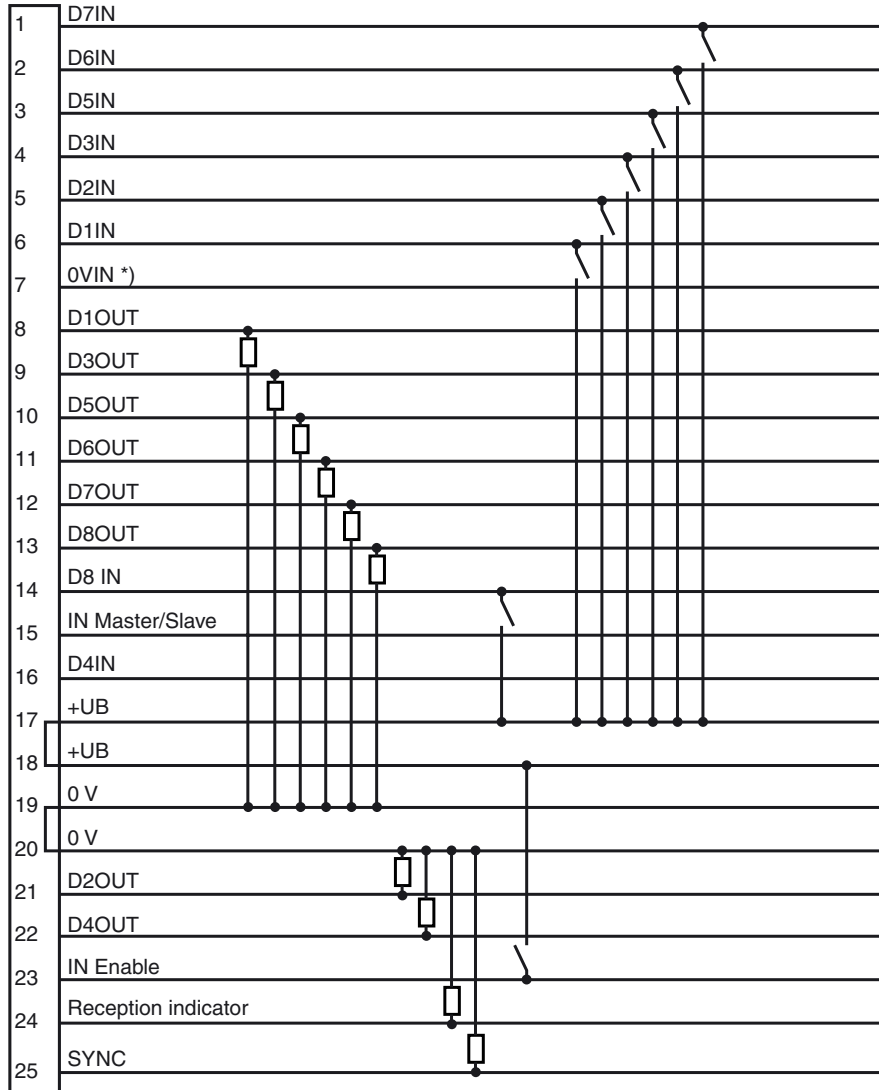 1 D7IN
2 D6IN
3 D5IN
4 D3IN
5 D2IN
6 D1IN
7 0VIN *)
8 D1OUT
9 D3OUT
10 D5OUT
11 D6OUT
12 D7OUT
13 D8OUT
14 D8 IN
15 IN Master/Slave
16 D4IN
17 +UB
18 +UB
19 0 V
20 0 V
21 D2OUT
22 D4OUT
23 IN Enable
24 Reception indicator
25 SYNC